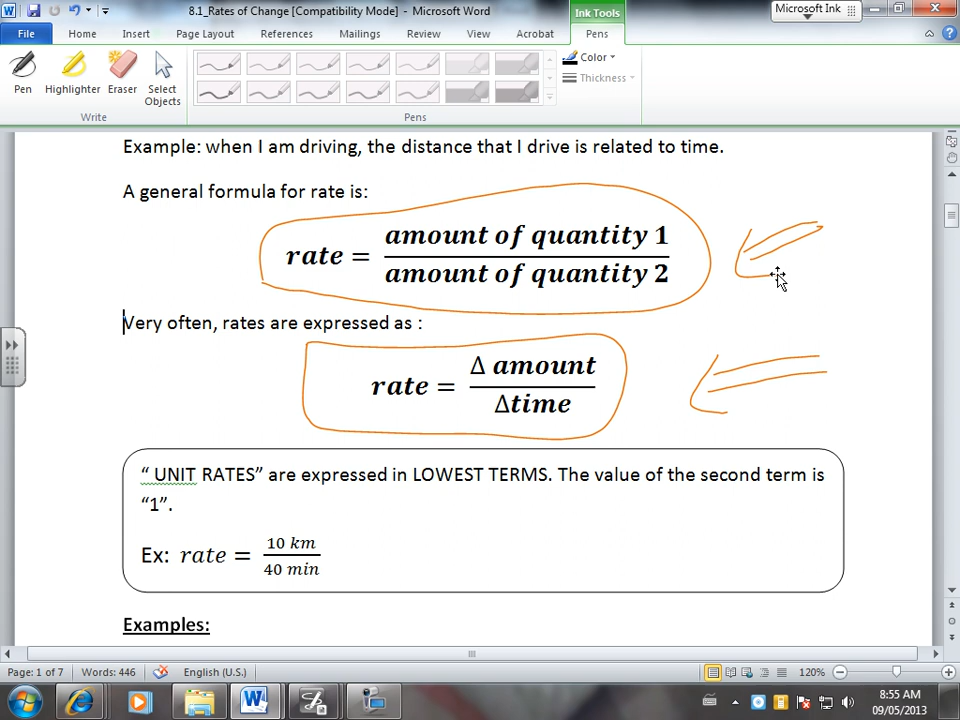 8.1_Rates of Change [Compatibility Mode] - Microsoft Word
Ink Tools
Microsoft Ink
File Home Insert Page Layout References Mailings Review View Acrobat Pens
Color
Thickness
Pen Highlighter Eraser Select Objects
Write Pens
Example: when I am driving, the distance that I drive is related to time.
A general formula for rate is:
rate = amount of quantity 1 / amount of quantity 2
Very often, rates are expressed as :
rate = Δ amount / Δtime
“ UNIT RATES” are expressed in LOWEST TERMS. The value of the second term is
“1”.
Ex: rate = 10 km / 40 min
Examples:
Page: 1 of 7 Words: 446 English (U.S.) 120%
8:55 AM
09/05/2013